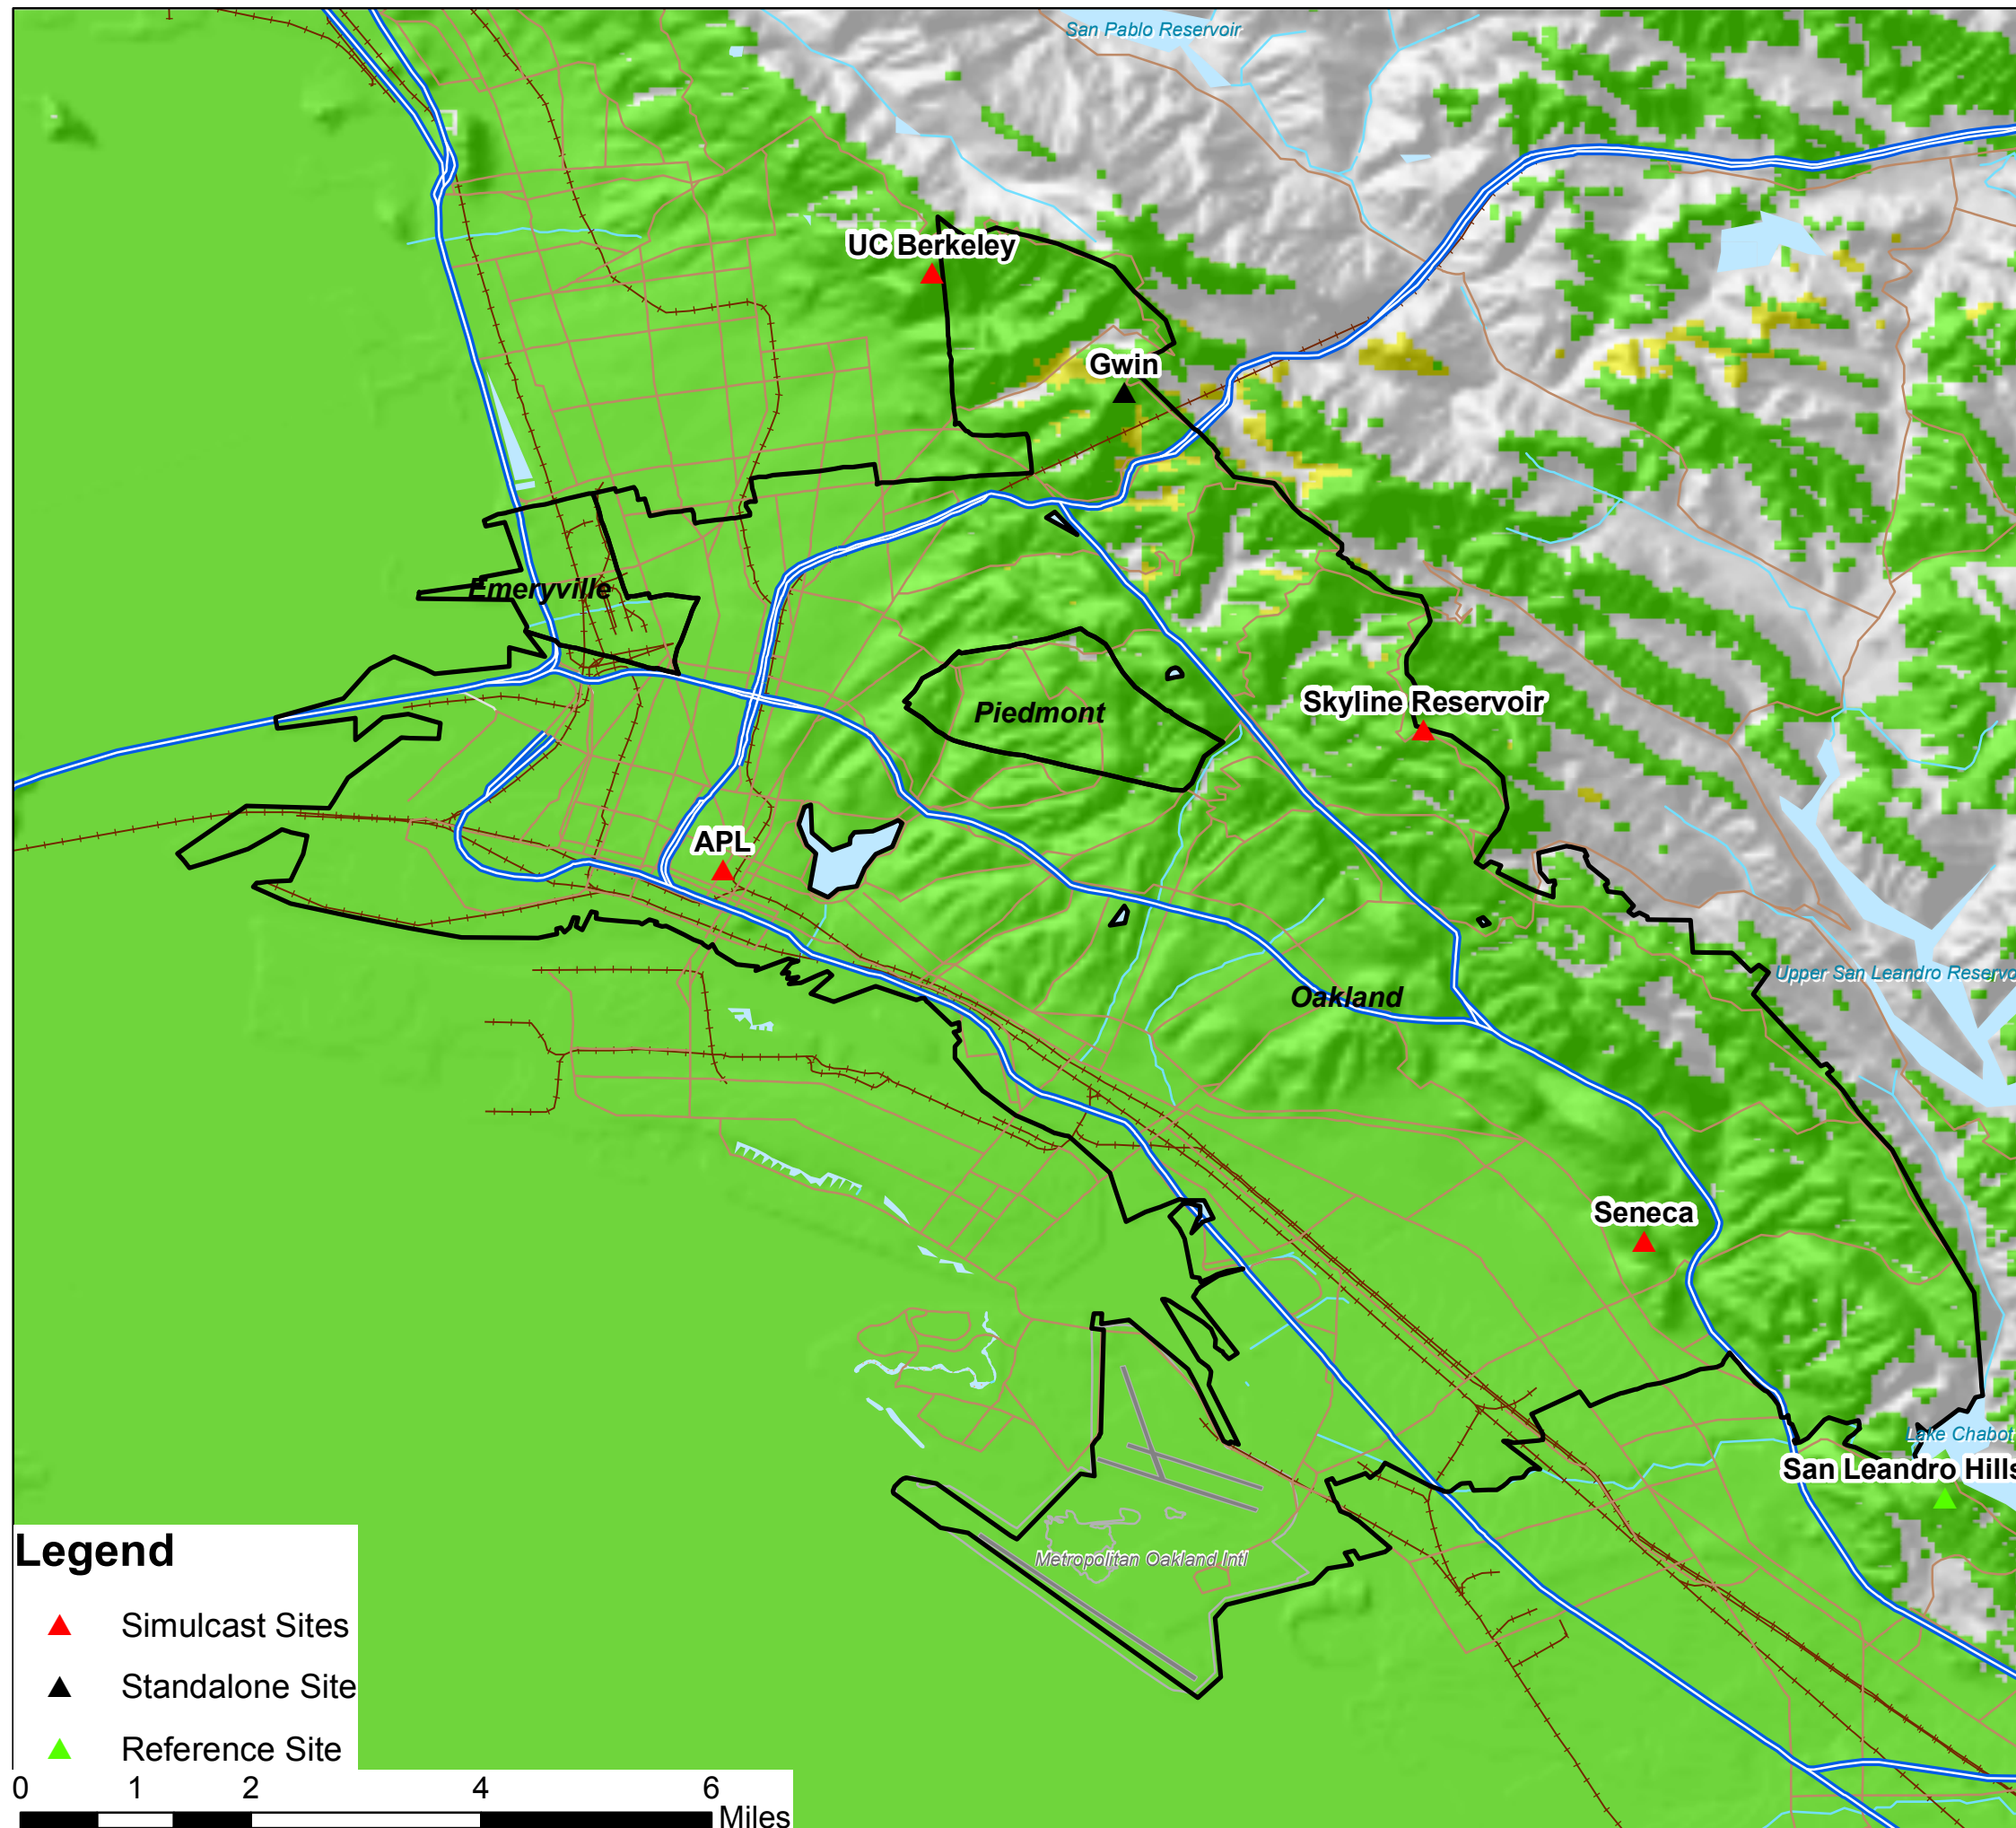 San Pablo Reservoir
UC Berkeley
Gwin
Emeryville
Skyline Reservoir
Piedmont
APL
Upper San Leandro Reservo
Oakland
Seneca
Lake Chabot
San Leandro Hills
Metropolitan Oakland Intl
Legend
Simulcast Sites
Standalone Site
Reference Site
0 1 2 4 6
Miles